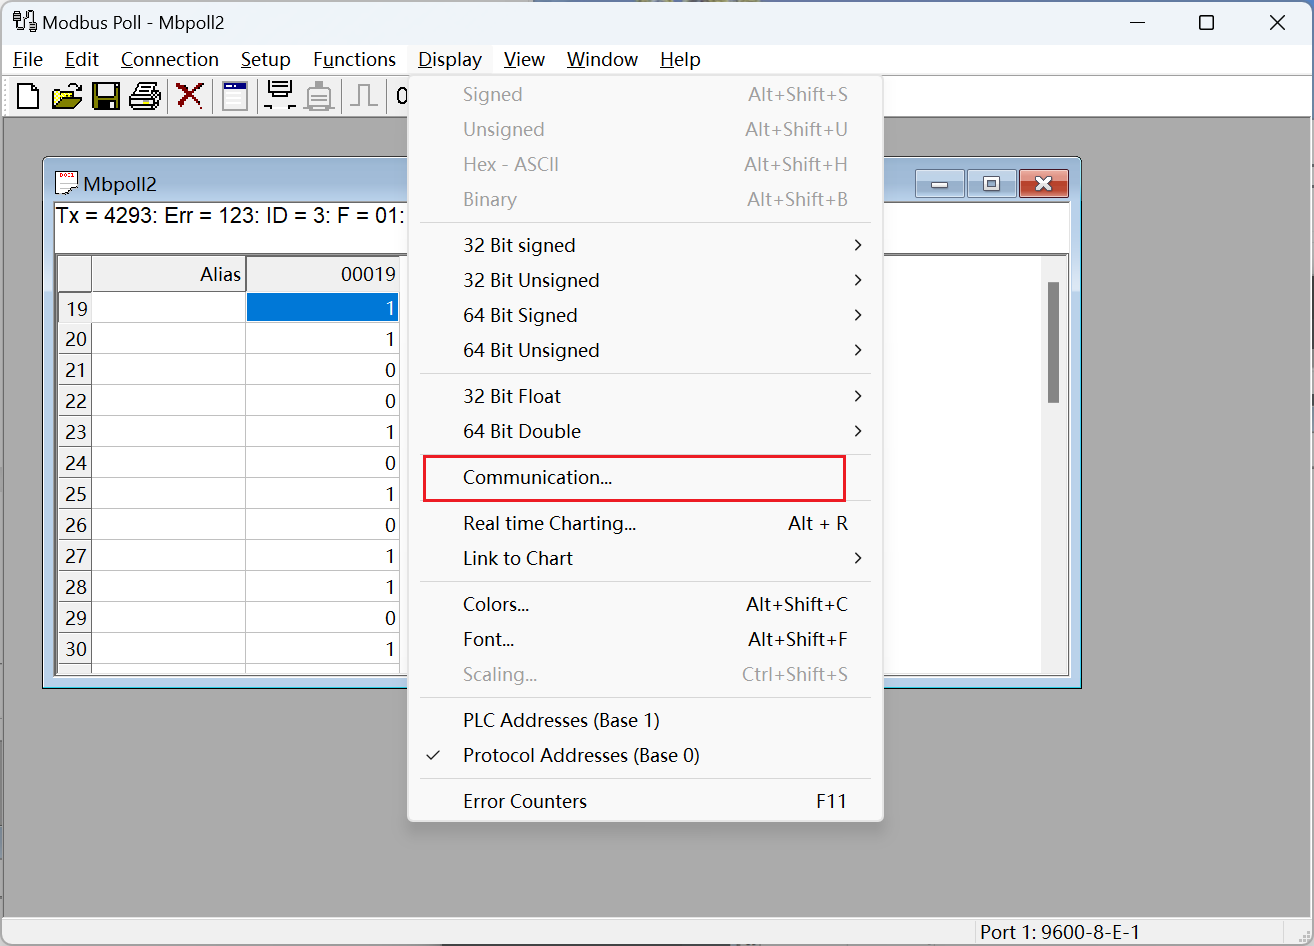 Modbus Poll - Mbpoll2
File Edit Connection Setup Functions Display View Window Help
Signed Alt+Shift+S
Unsigned Alt+Shift+U
Hex - ASCII Alt+Shift+H
Binary Alt+Shift+B
32 Bit signed
32 Bit Unsigned
64 Bit Signed
64 Bit Unsigned
32 Bit Float
64 Bit Double
Communication...
Real time Charting... Alt + R
Link to Chart
Colors... Alt+Shift+C
Font... Alt+Shift+F
Scaling... Ctrl+Shift+S
PLC Addresses (Base 1)
Protocol Addresses (Base 0)
Error Counters F11
Mbpoll2
Tx = 4293: Err = 123: ID = 3: F = 01:
Alias 00019
19 1
20 1
21 0
22 0
23 1
24 0
25 1
26 0
27 1
28 1
29 0
30 1
Port 1: 9600-8-E-1